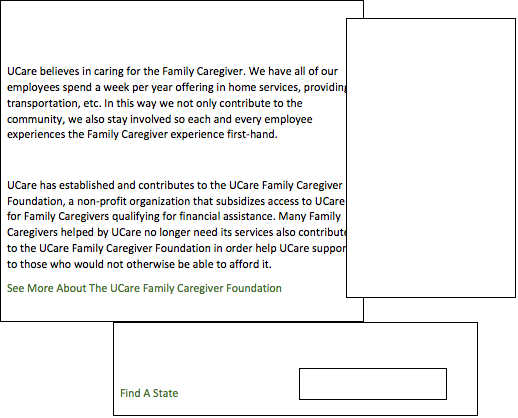 UCare believes in caring for the Family Caregiver. We have all of our
employees spend a week per year offering in home services, providing
transportation, etc. In this way we not only contribute to the
community, we also stay involved so each and every employee
experiences the Family Caregiver experience first-hand.
UCare has established and contributes to the UCare Family Caregiver
Foundation, a non-profit organization that subsidizes access to UCare
for Family Caregivers qualifying for financial assistance. Many Family
Caregivers helped by UCare no longer need its services also contribute
to the UCare Family Caregiver Foundation in order help UCare suppor
to those who would not otherwise be able to afford it.
See More About The UCare Family Caregiver Foundation
Find A State